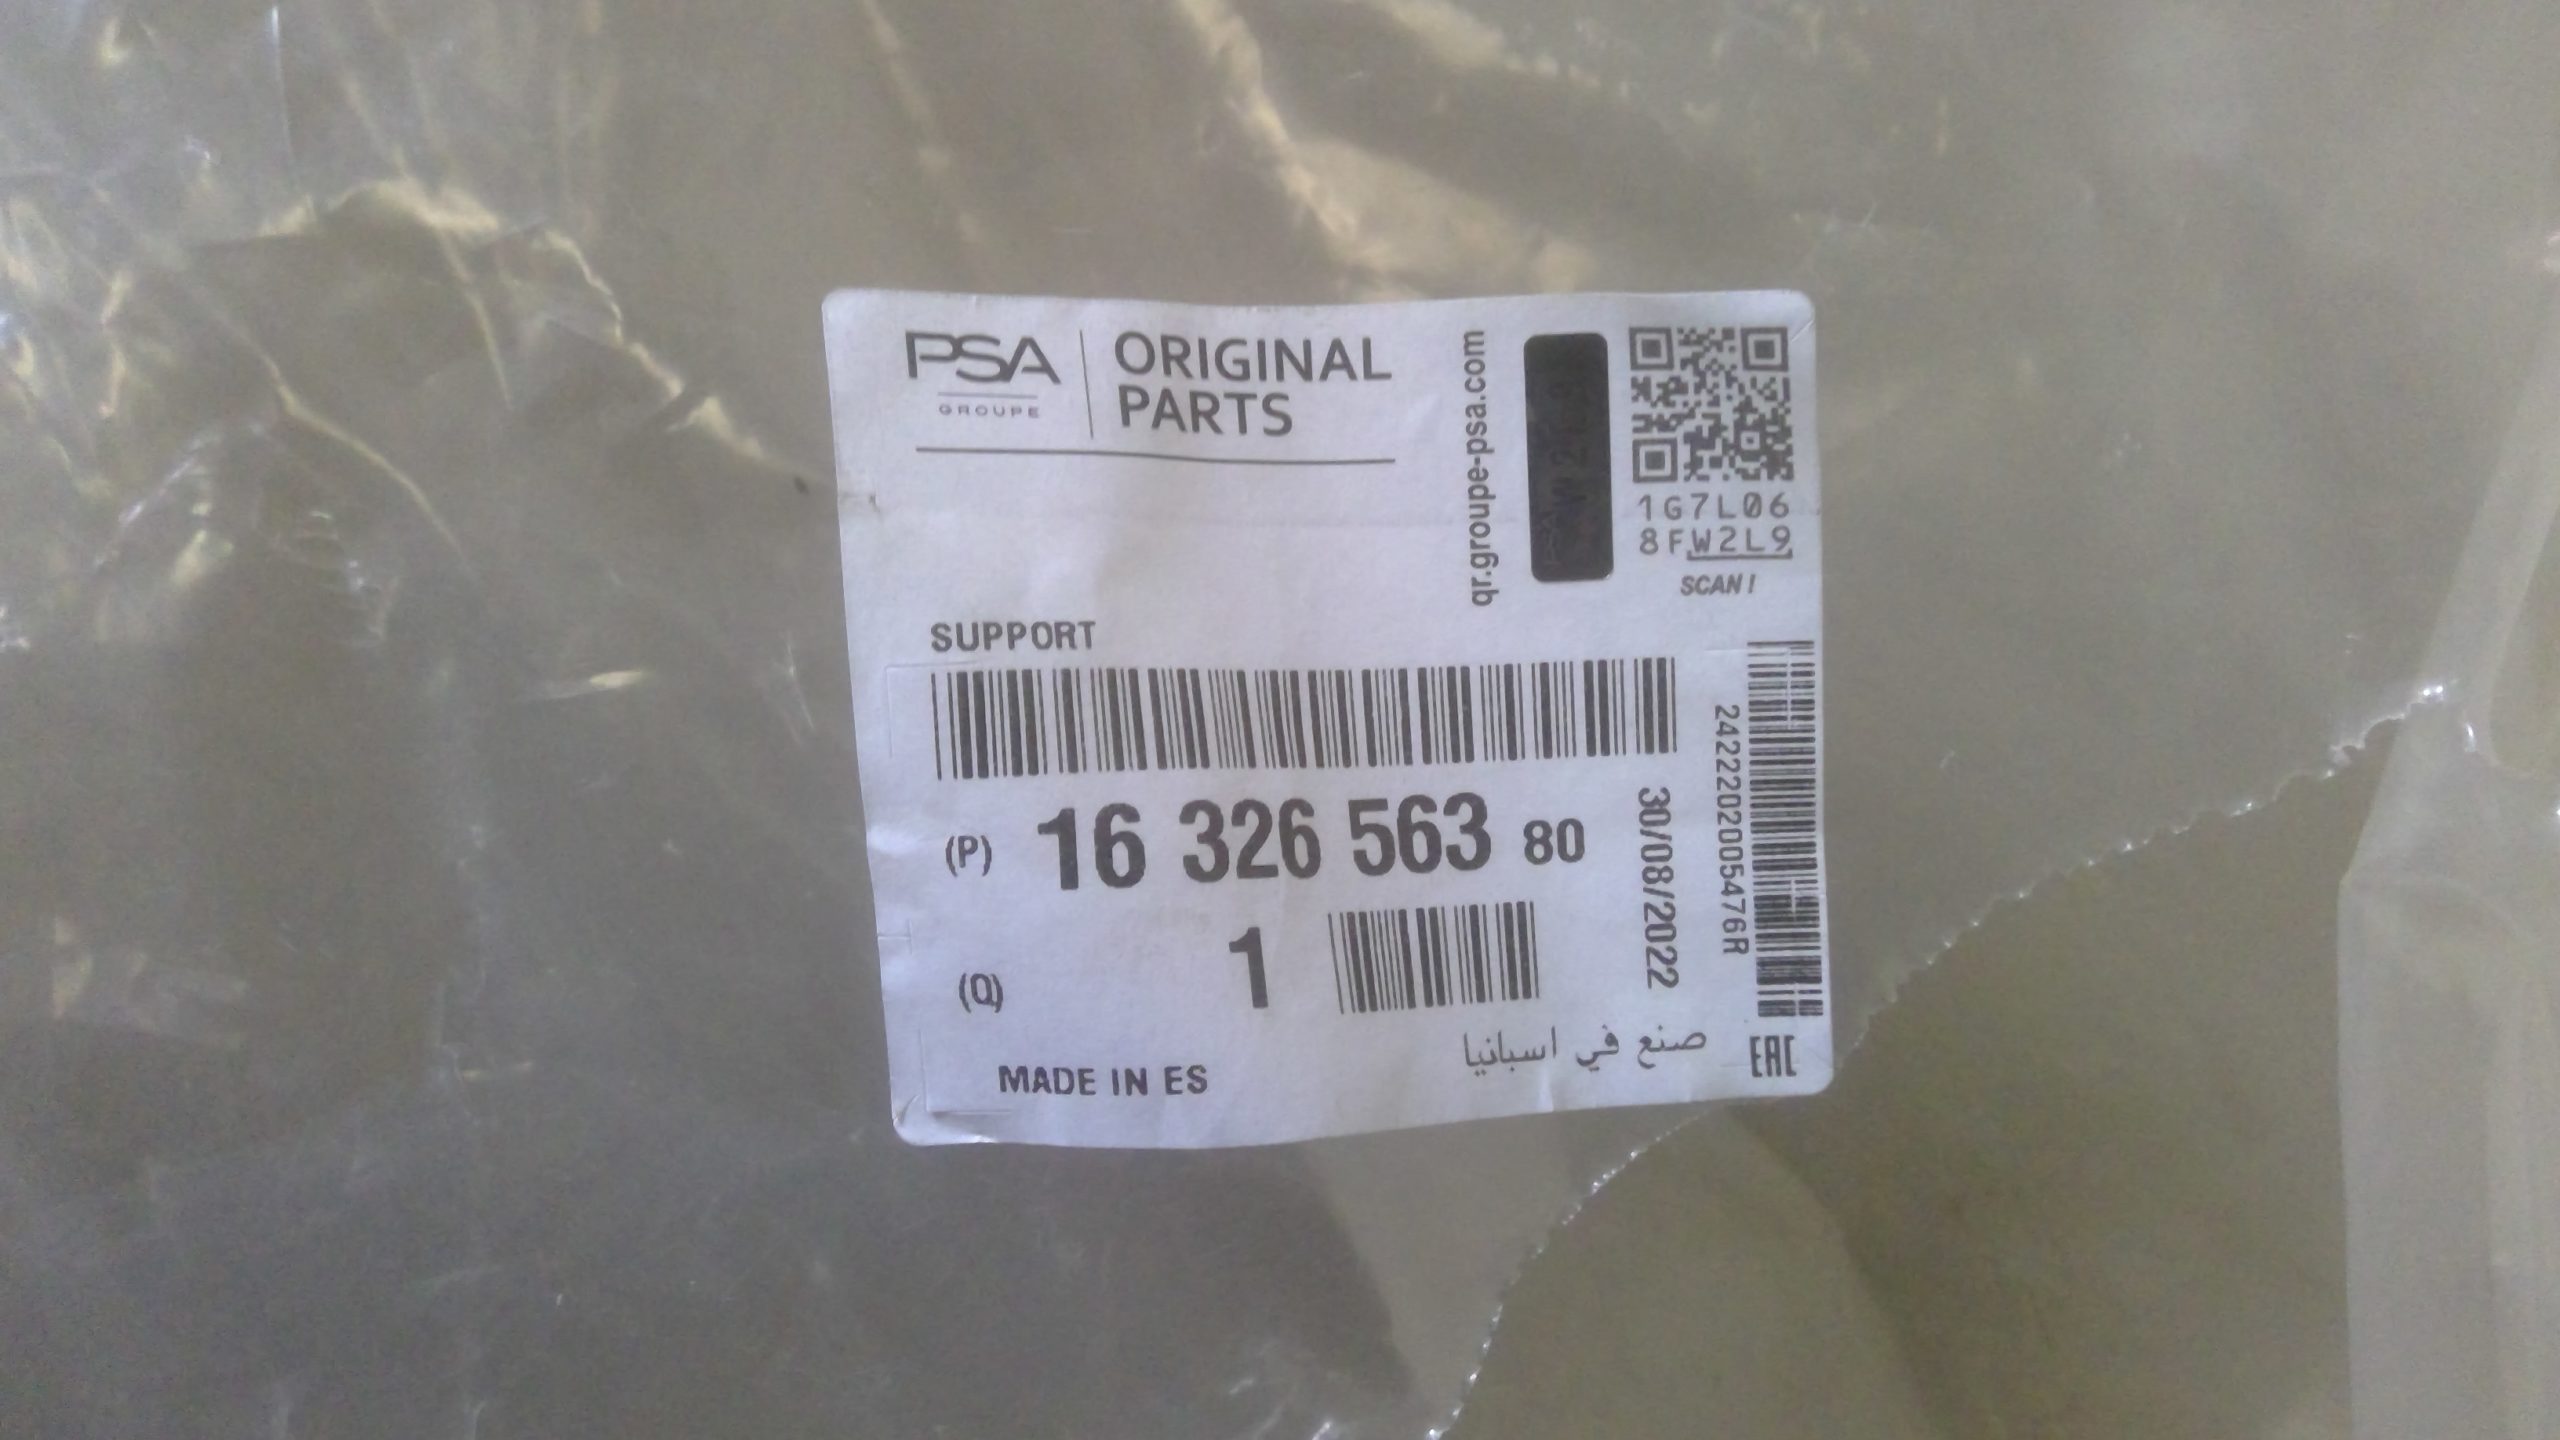 PSA
GROUPE
ORIGINAL
PARTS
qr.groupe-psa.com
1G7L06
8FW2L9
SCAN!
SUPPORT
(P) 16 326 563 80
30/08/2022
2422202005476R
(Q) 1
MADE IN ES
صنع في اسبانيا
EAC